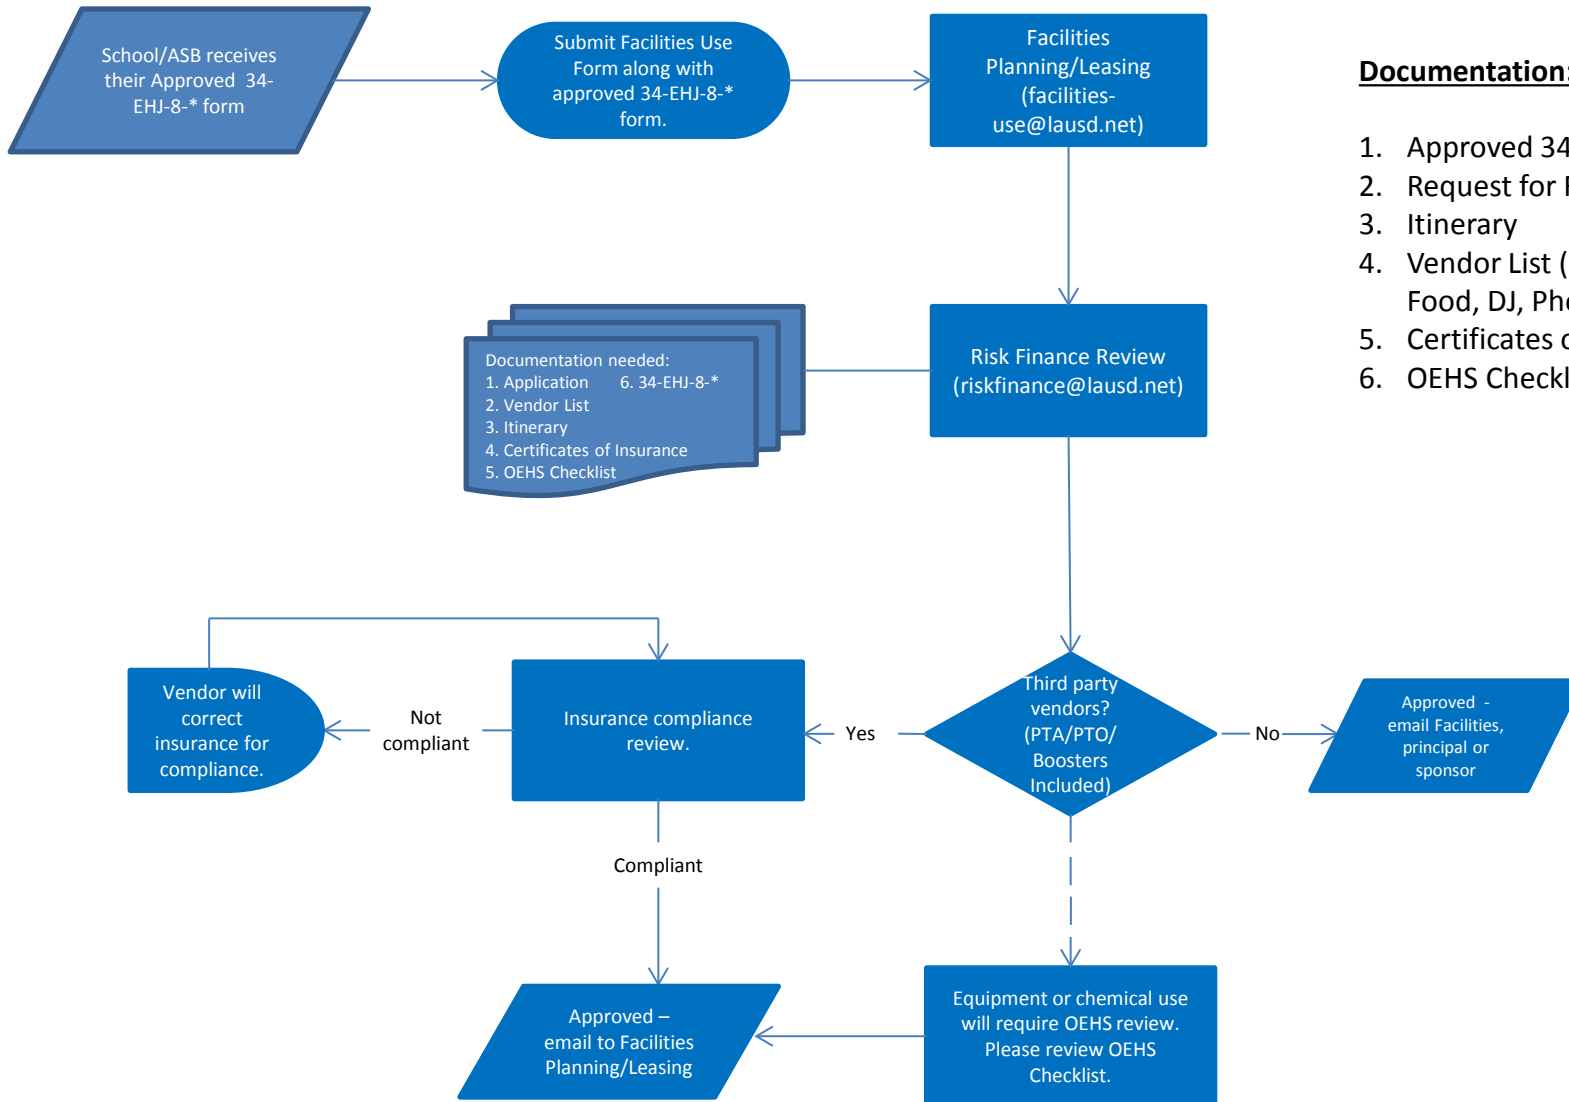 School/ASB receives
their Approved 34-
EHJ-8-* form
Submit Facilities Use
Form along with
approved 34-EHJ-8-*
form.
Facilities
Planning/Leasing
(facilities-
use@lausd.net)
Documentation:
1. Approved 34
2. Request for
3. Itinerary
4. Vendor List (
Food, DJ,
5. Certificates
6. OEHS
Documentation needed:
1. Application 6. 34-EHJ-8-*
2. Vendor List
3. Itinerary
4. Certificates of Insurance
5. OEHS Checklist
Risk Finance Review
(riskfinance@lausd.net)
Vendor will
correct
insurance for
compliance.
Not
compliant
Insurance compliance
review.
Yes
Third party
vendors?
(PTA/PTO/
Boosters
Included)
No
Approved -
email Facilities,
principal or
sponsor
Compliant
Approved –
email to Facilities
Planning/Leasing
Equipment or chemical use
will require OEHS review.
Please review OEHS
Checklist.